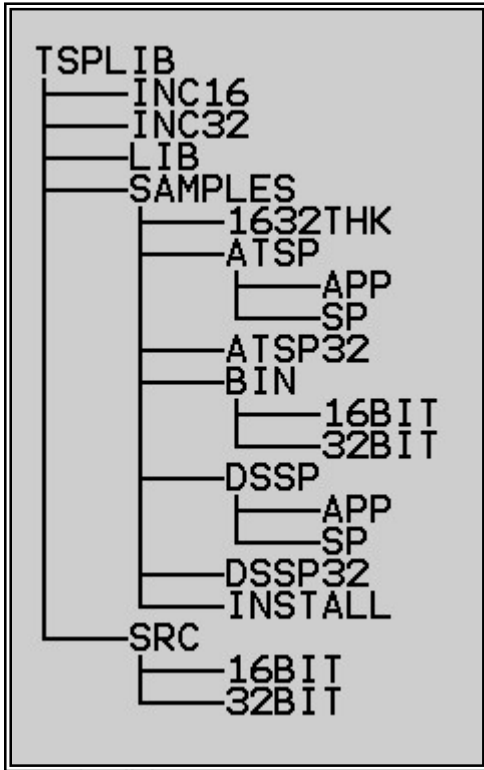 TSPLIB
INC16
INC32
LIB
SAMPLES
1632THK
ATSP
APP
SP
ATSP32
BIN
16BIT
32BIT
DSSP
APP
SP
DSSP32
INSTALL
SRC
16BIT
32BIT